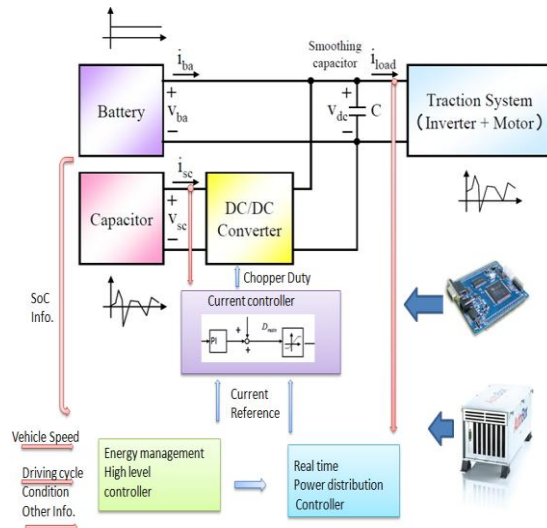 Smoothing
capacitor
i_ba
i_load
Battery
+
v_ba
−
+
v_dc
−
C
Traction System
(Inverter + Motor)
i_sc
Capacitor
+
v_sc
−
DC/DC
Converter
Chopper Duty
SoC
Info.
Current controller
PI
+
+
Current
Reference
Vehicle Speed
Driving cycle
Condition
Other Info.
Energy management
High level
controller
Real time
Power distribution
Controller